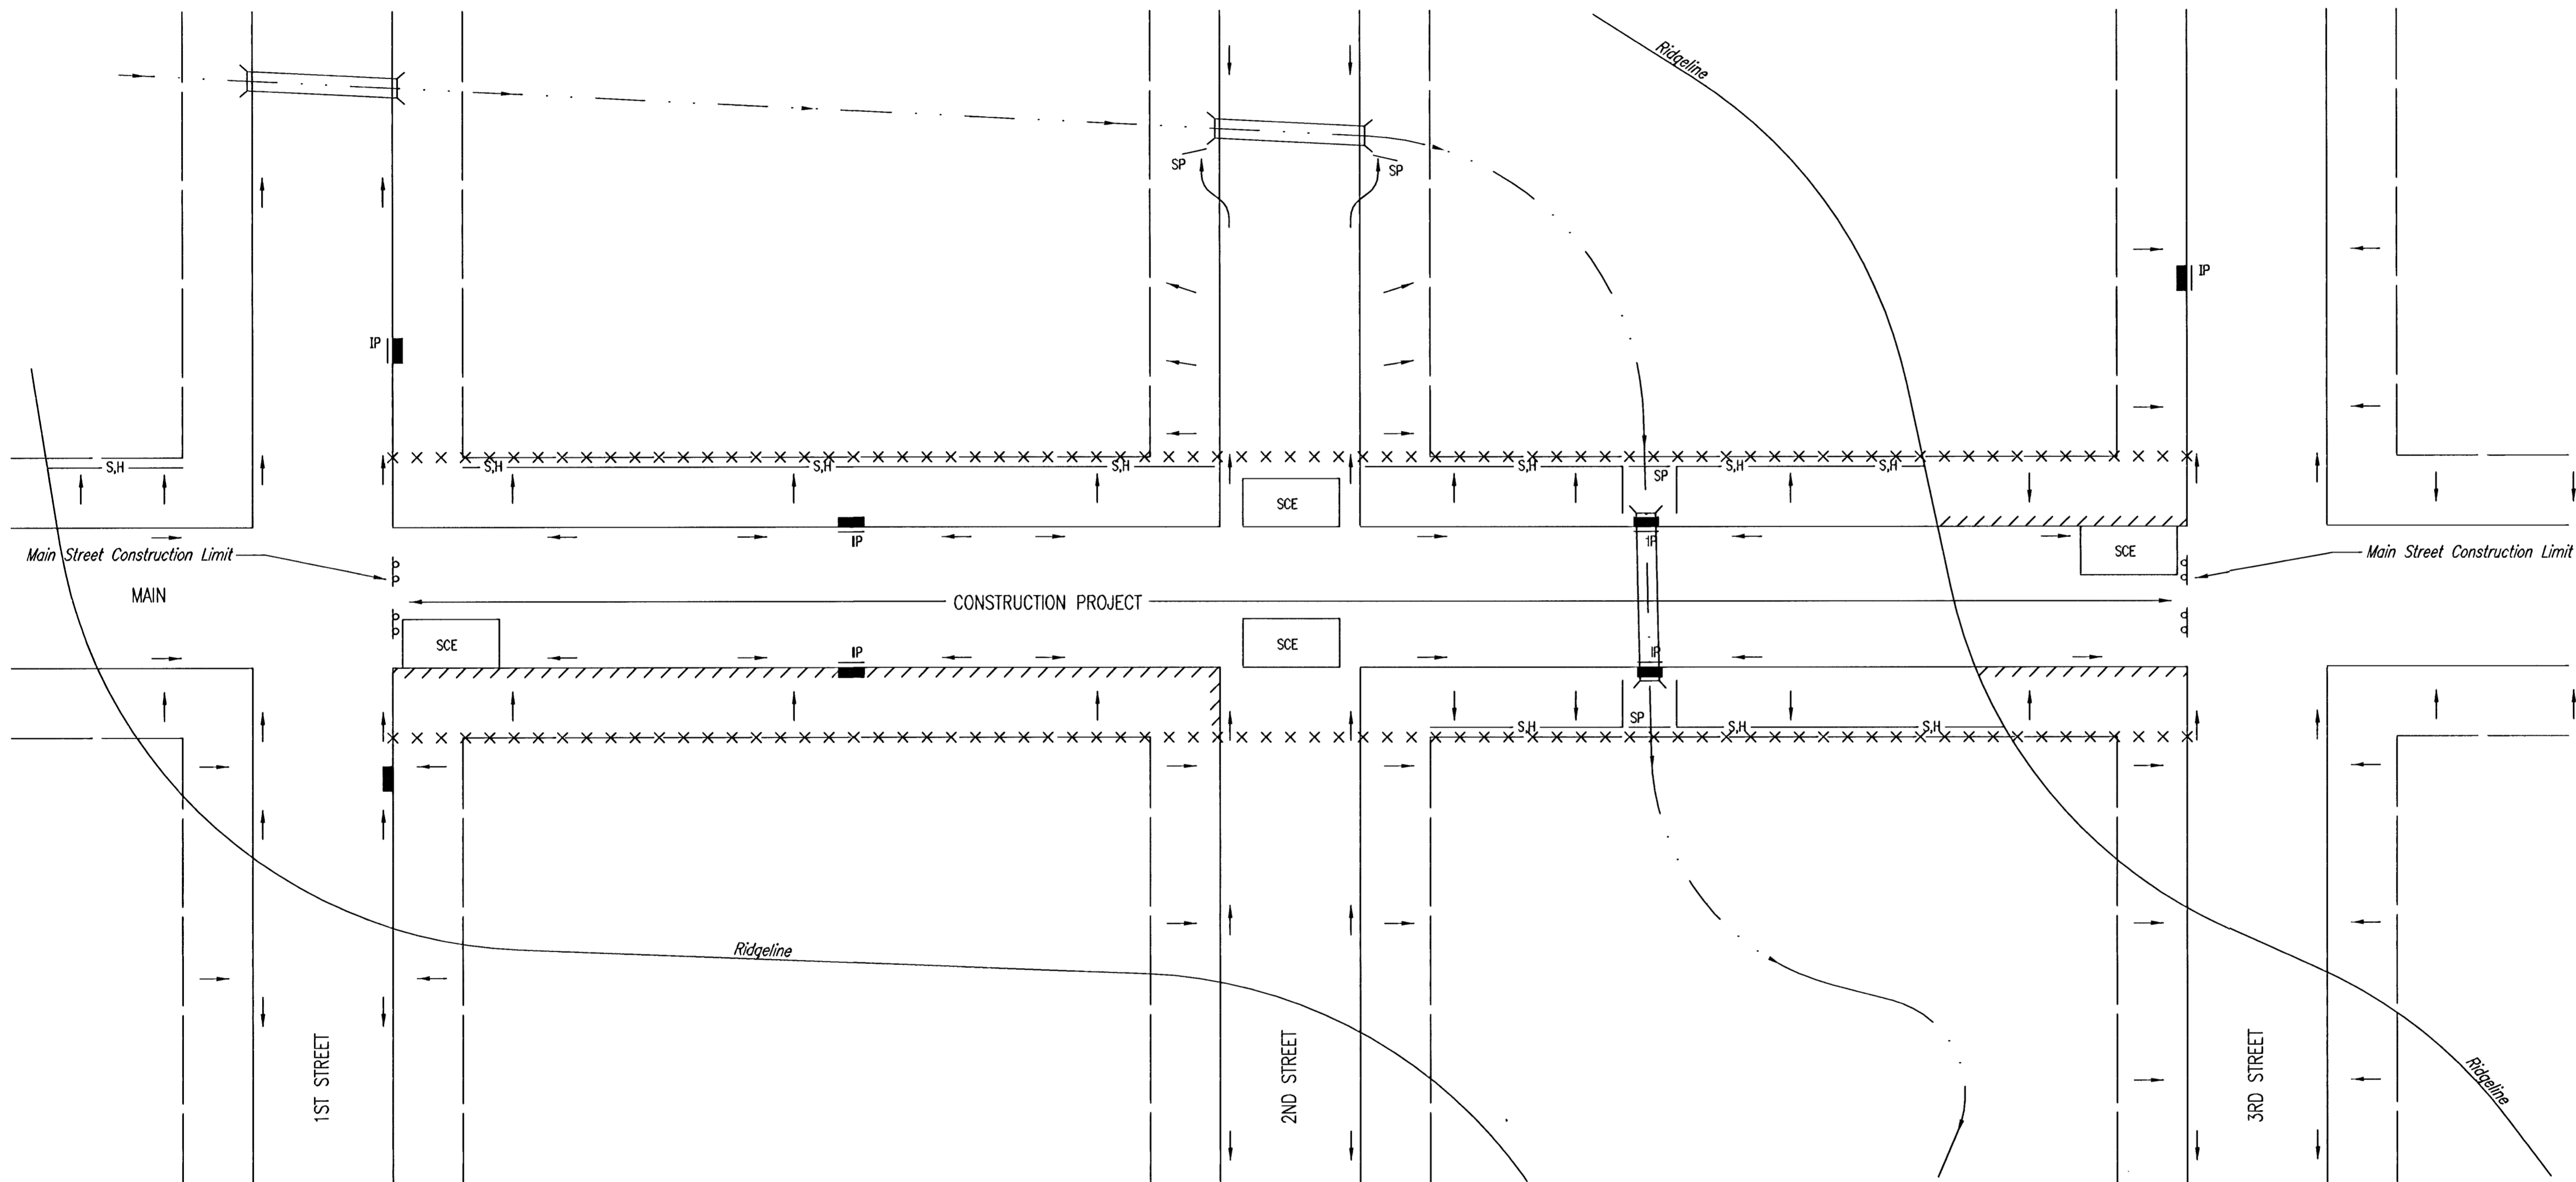 Ridgeline
SP
SP
IP
IP
S,H
S,H
S,H
S,H
S,H
SP
S,H
S,H
SCE
Main Street Construction Limit
IP
IP
SCE
Main Street Construction Limit
MAIN
CONSTRUCTION PROJECT
SCE
SCE
IP
IP
SP
S,H
S,H
S,H
Ridgeline
1ST STREET
2ND STREET
3RD STREET
Ridgeline